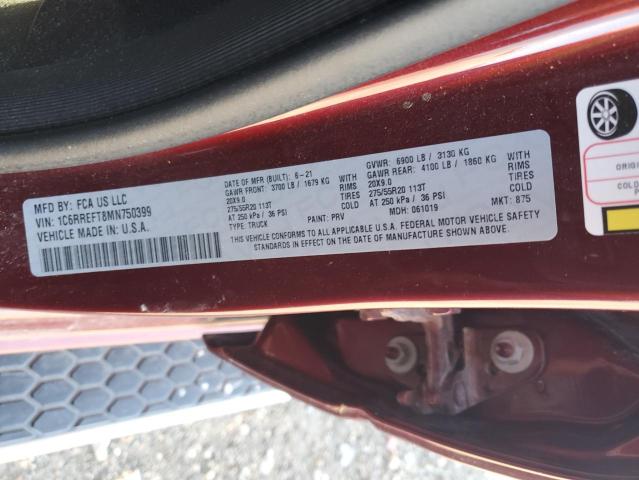 MFD BY: FCA US LLC
VIN: 1C6RREFT8MN750399
VEHICLE MADE IN U.S.A.
DATE OF MFR (BUILT): 6-21
GAWR FRONT: 3700 LB / 1679 KG WITH
20X9.0 RIMS
275/55R20 113T TIRES
AT 250 kPa / 36 PSI COLD
TYPE: TRUCK PAINT: PRV
GVWR: 6900 LB / 3130 KG
GAWR REAR: 4100 LB / 1860 KG WITH
20X9.0 RIMS
275/55R20 113T TIRES
AT 250 kPa / 36 PSI COLD
MDH: 061019 MKT: 875
THIS VEHICLE CONFORMS TO ALL APPLICABLE U.S.A. FEDERAL MOTOR VEHICLE SAFETY
STANDARDS IN EFFECT ON THE DATE OF MANUFACTURE SHOWN ABOVE.